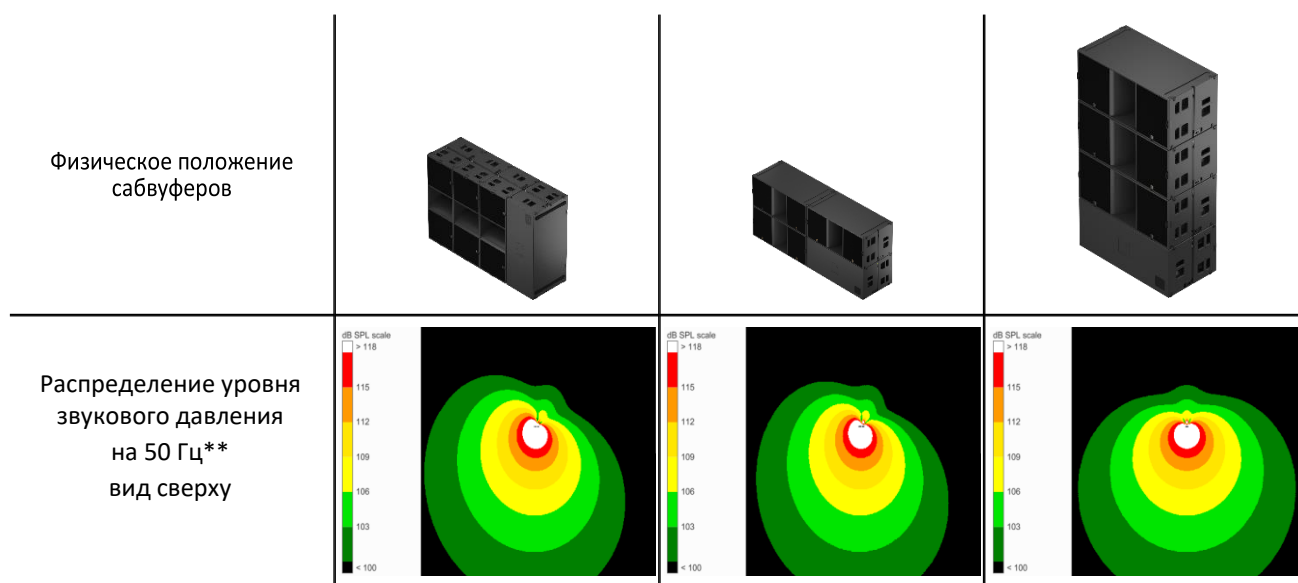 Физическое положение
сабвуферов
Распределение уровня
звукового давления
на 50 Гц**
вид сверху
dB SPL scale
> 118
115
112
109
106
103
< 100
dB SPL scale
> 118
115
112
109
106
103
< 100
dB SPL scale
> 118
115
112
109
106
103
< 100